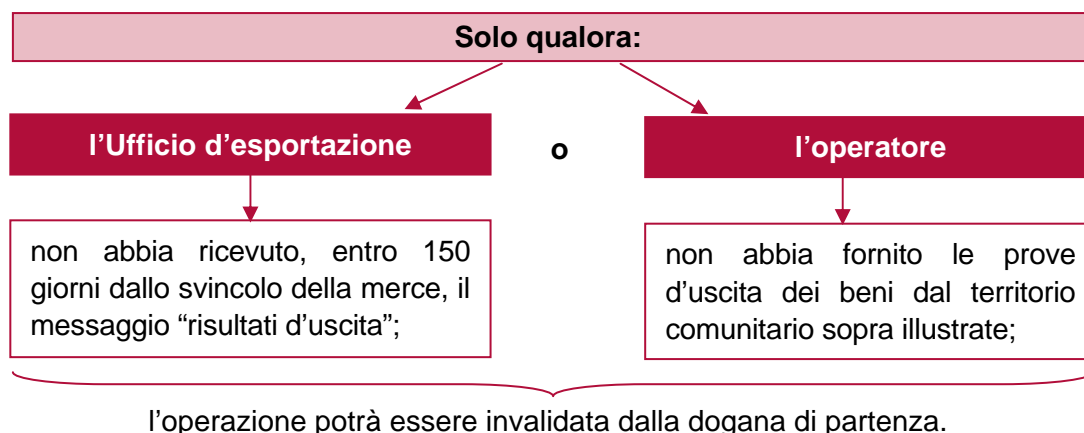 Solo qualora:
l’Ufficio d’esportazione
o
l’operatore
non abbia ricevuto, entro 150
giorni dallo svincolo della merce, il
messaggio “risultati d’uscita”;
non abbia fornito le prove
d’uscita dei beni dal territorio
comunitario sopra illustrate;
l’operazione potrà essere invalidata dalla dogana di partenza.